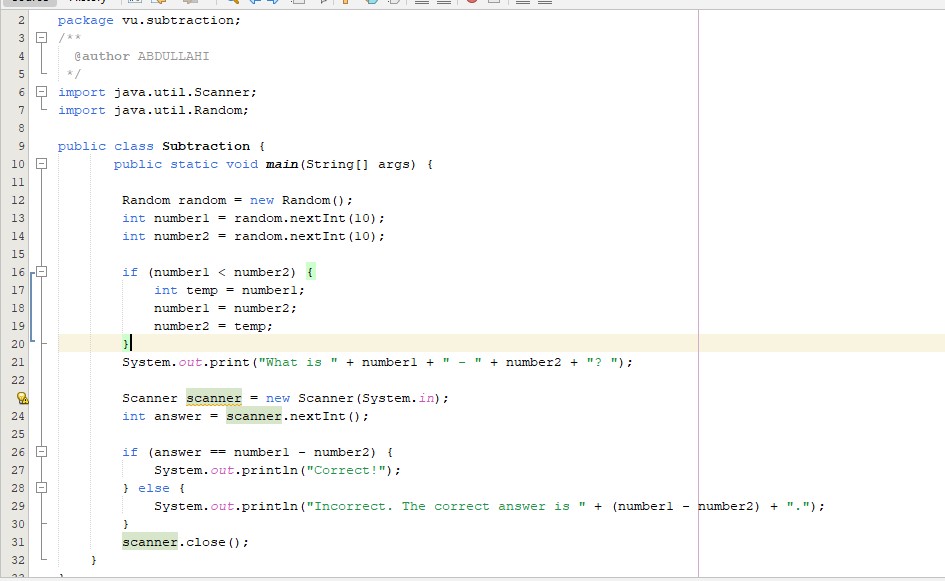 2 package vu.subtraction;
3 /**
4 @author ABDULLAHI
5 */
6 import java.util.Scanner;
7 import java.util.Random;
8
9 public class Subtraction {
10 public static void main(String[] args) {
11
12 Random random = new Random();
13 int number1 = random.nextInt(10);
14 int number2 = random.nextInt(10);
15
16 if (number1 < number2) {
17 int temp = number1;
18 number1 = number2;
19 number2 = temp;
20 }
21 System.out.print("What is " + number1 + " - " + number2 + "? ");
22
Scanner scanner = new Scanner(System.in);
24 int answer = scanner.nextInt();
25
26 if (answer == number1 - number2) {
27 System.out.println("Correct!");
28 } else {
29 System.out.println("Incorrect. The correct answer is " + (number1 - number2) + ".");
30 }
31 scanner.close();
32 }